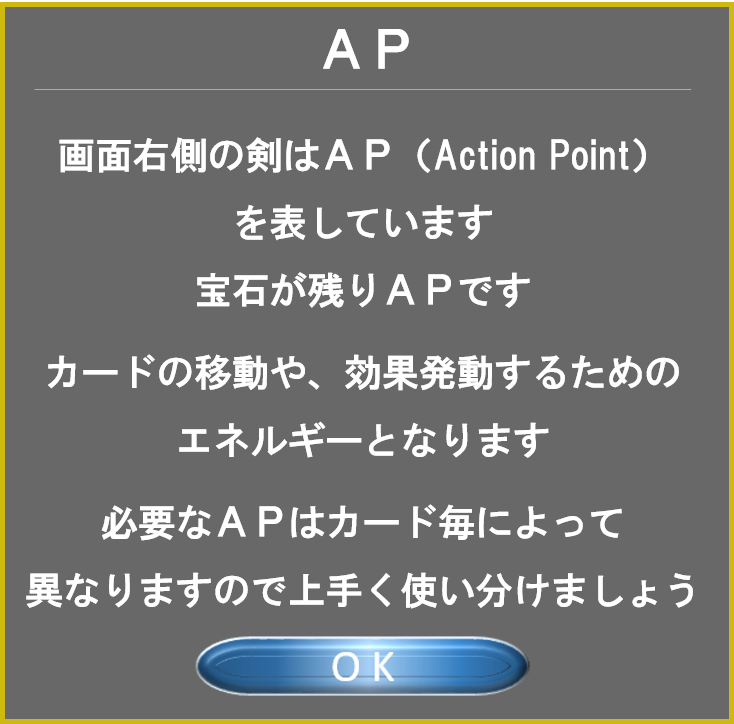 ＡＰ
画面右側の剣はＡＰ（Action Point）
を表しています
宝石が残りＡＰです
カードの移動や、効果発動するための
エネルギーとなります
必要なＡＰはカード毎によって
異なりますので上手く使い分けましょう
ＯＫ